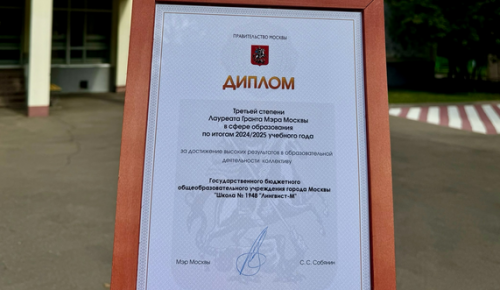 ПРАВИТЕЛЬСТВО МОСКВЫ
ДИПЛОМ
Третьей степени
Лауреата Гранта Мэра Москвы
в сфере образования
по итогам 2024/2025 учебного года
за достижение высоких результатов в образовательной
деятельности коллективу
Государственного бюджетного
общеобразовательного учреждения города Москвы
"Школа № 1948 "Лингвист-М"
Мэр Москвы
С. С. Собянин